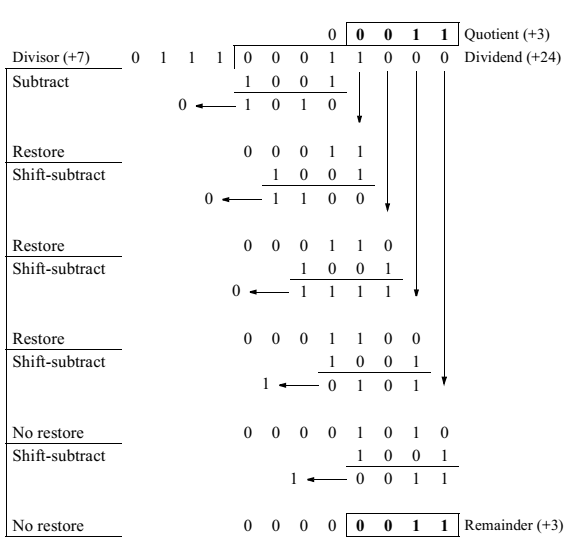 0 0 0 1 1 Quotient (+3)
Divisor (+7) 0 1 1 1 0 0 0 1 1 0 0 0 Dividend (+24)
Subtract 1 0 0 1
0 1 0 1 0
Restore 0 0 0 1 1
Shift-subtract 1 0 0 1
0 1 1 0 0
Restore 0 0 0 1 1 0
Shift-subtract 1 0 0 1
0 1 1 1 1
Restore 0 0 0 1 1 0 0
Shift-subtract 1 0 0 1
1 0 1 0 1
No restore 0 0 0 0 1 0 1 0
Shift-subtract 1 0 0 1
1 0 0 1 1
No restore 0 0 0 0 0 0 1 1 Remainder (+3)